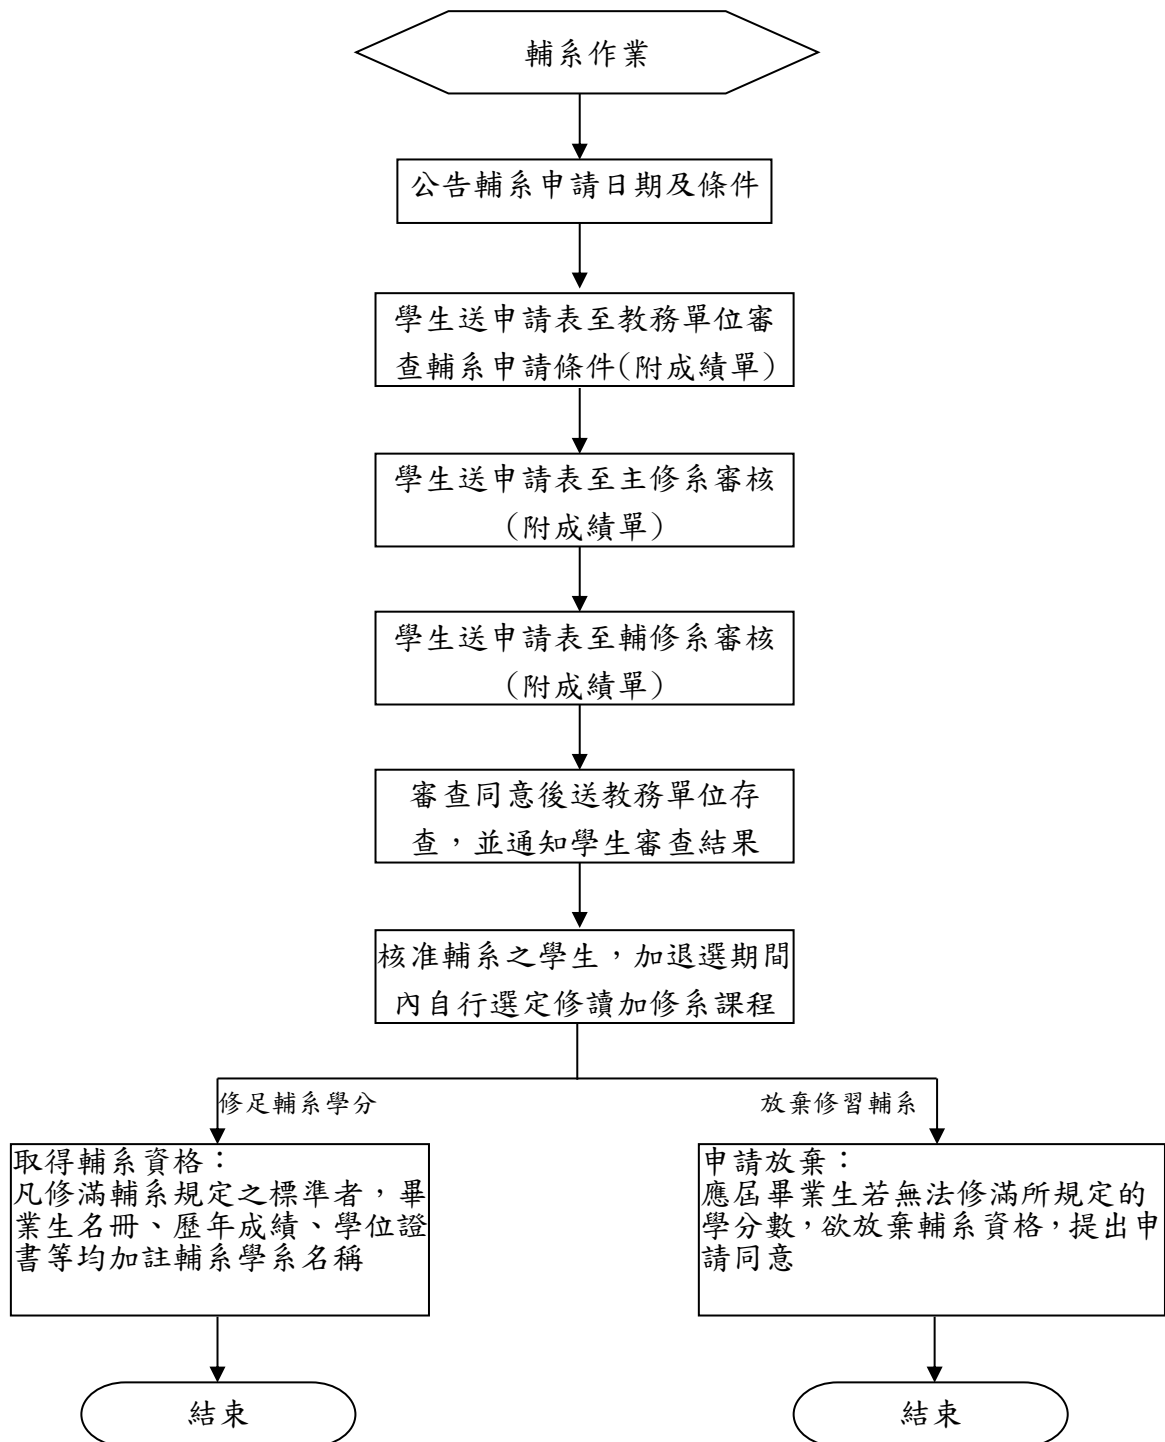 輔系作業
公告輔系申請日期及條件
學生送申請表至教務單位審
查輔系申請條件(附成績單)
學生送申請表至主修系審核
(附成績單)
學生送申請表至輔修系審核
(附成績單)
審查同意後送教務單位存
查，並通知學生審查結果
核准輔系之學生，加退選期間
內自行選定修讀加修系課程
修足輔系學分
放棄修習輔系
取得輔系資格：
凡修滿輔系規定之標準者，畢
業生名冊、歷年成績、學位證
書等均加註輔系學系名稱
申請放棄：
應屆畢業生若無法修滿所規定的
學分數，欲放棄輔系資格，提出申
請同意
結束
結束